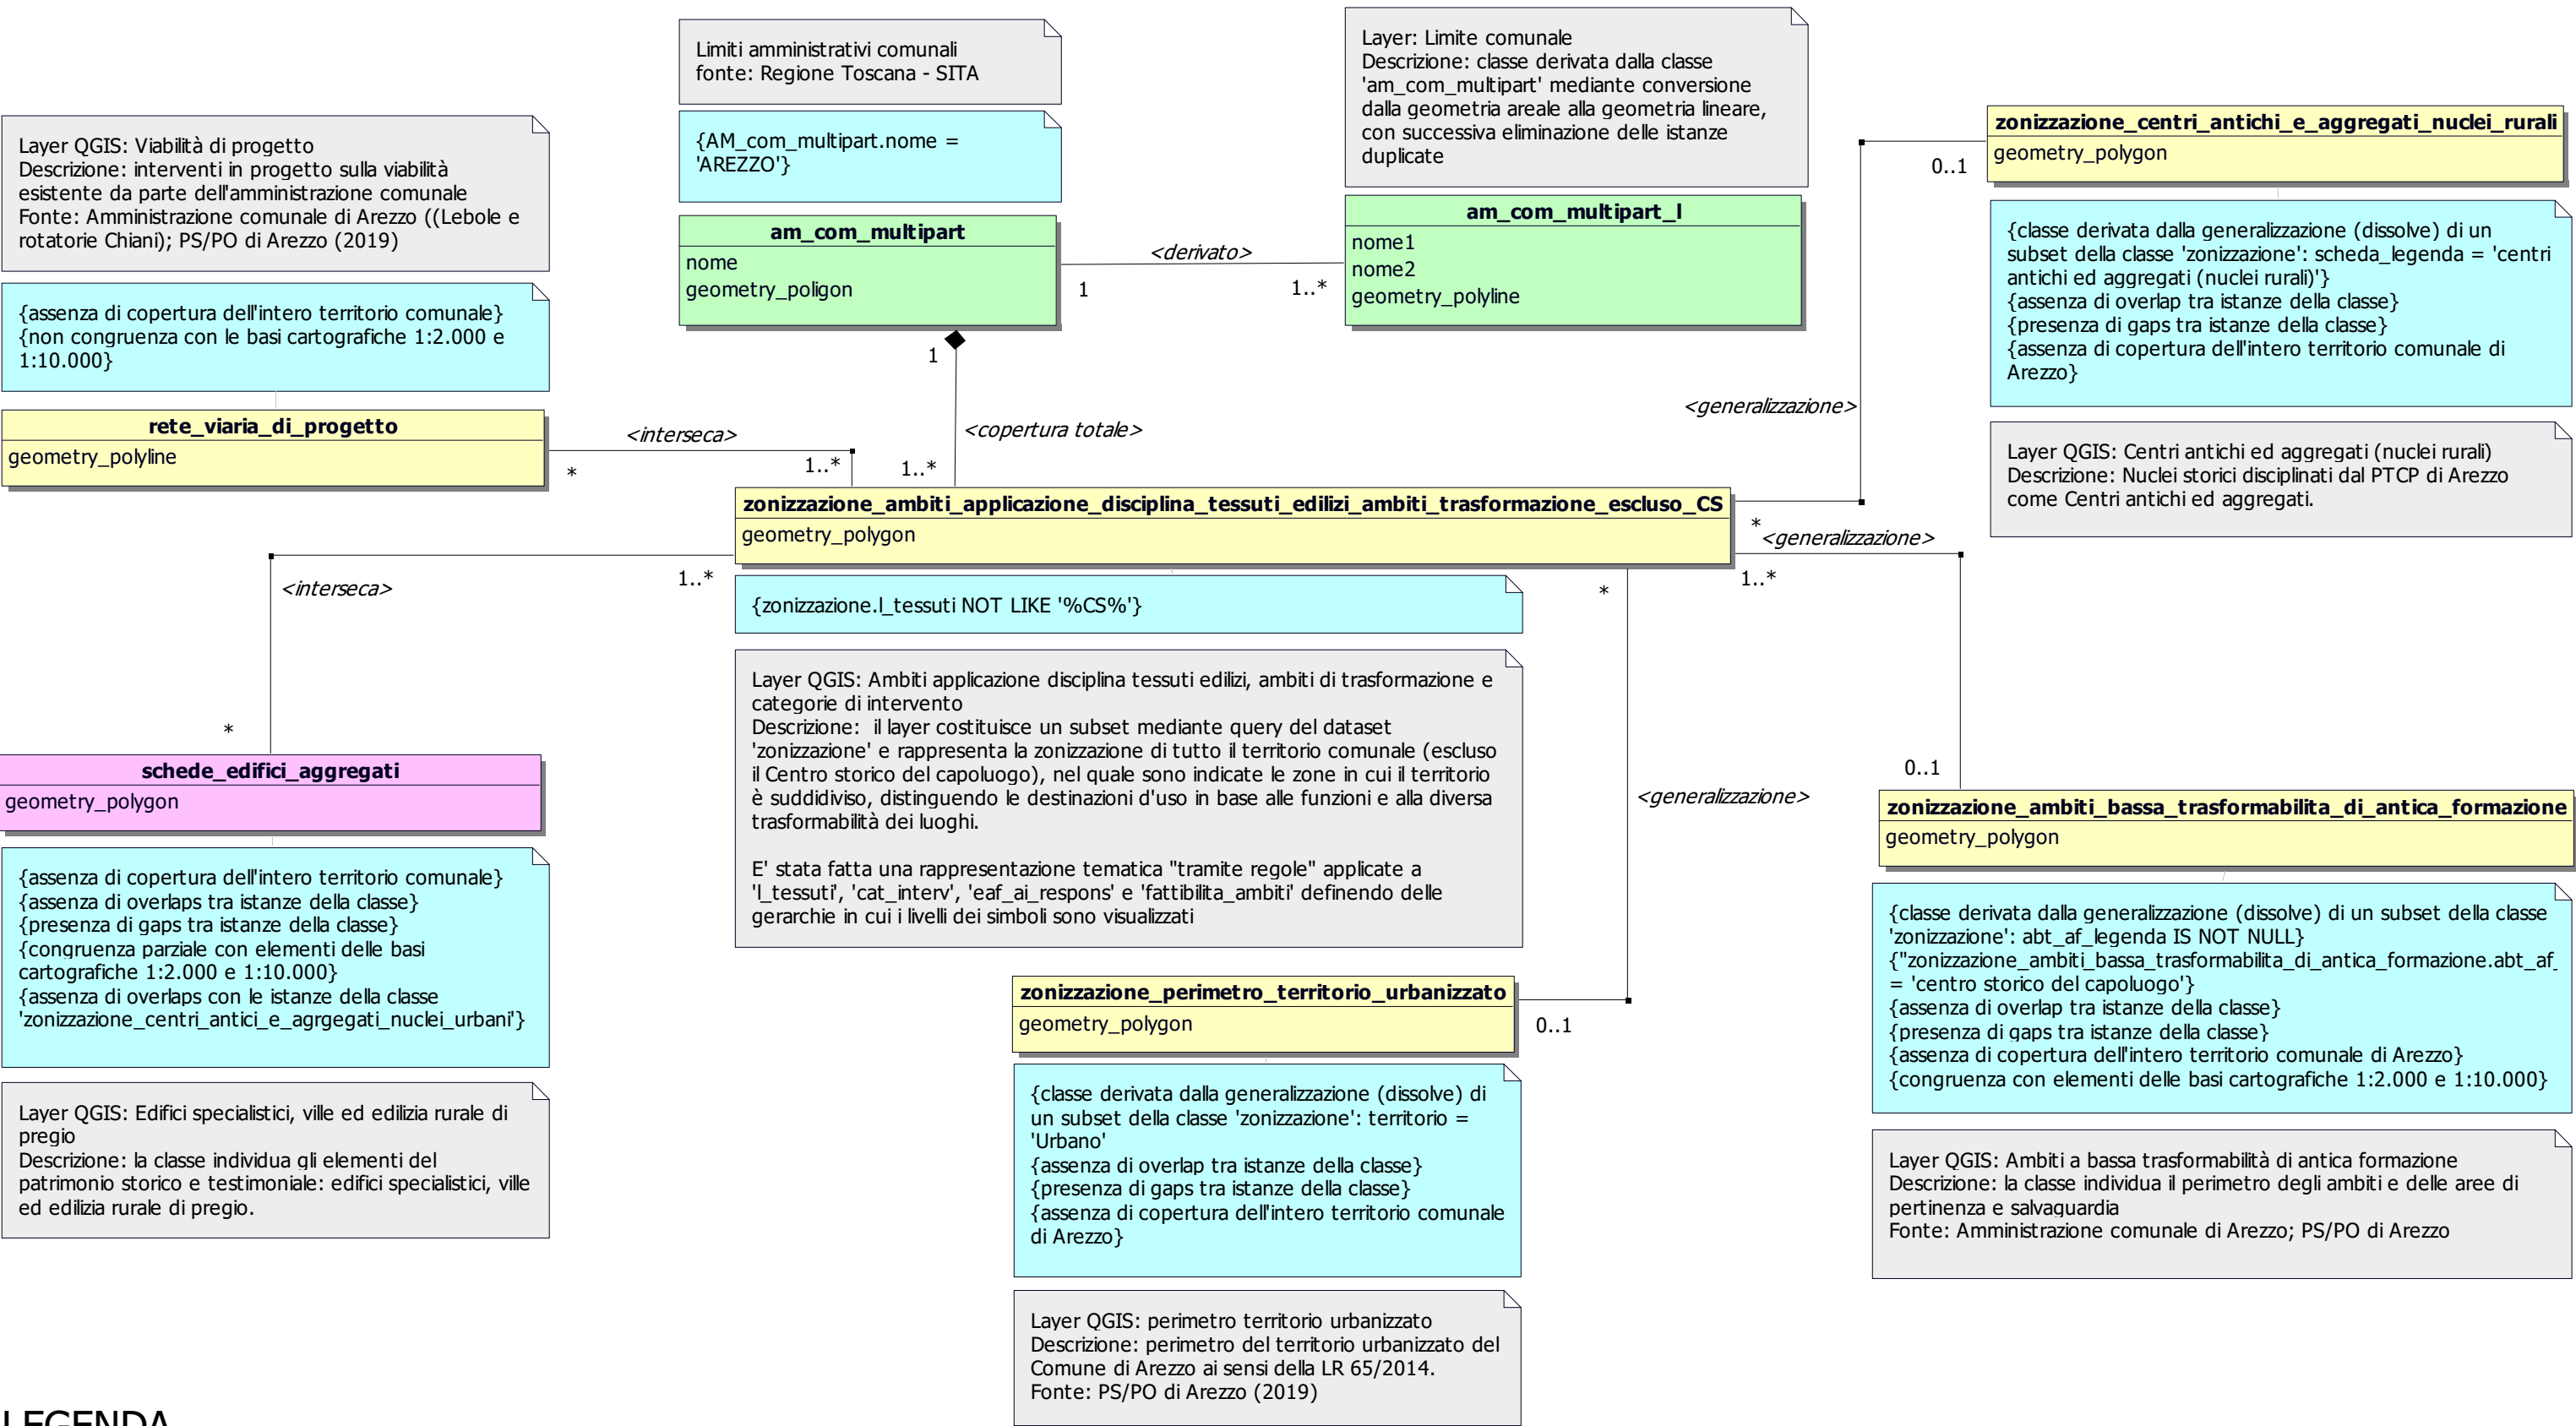 Limiti amministrativi comunali
fonte: Regione Toscana - SITA
{AM_com_multipart.nome =
'AREZZO'}
am_com_multipart
nome
geometry_poligon
Layer: Limite comunale
Descrizione: classe derivata dalla classe
'am_com_multipart' mediante conversione
dalla geometria areale alla geometria lineare,
con successiva eliminazione delle istanze
duplicate
am_com_multipart_l
nome1
nome2
geometry_polyline
<derivato>
1
1..*
Layer QGIS: Viabilità di progetto
Descrizione: interventi in progetto sulla viabilità
esistente da parte dell'amministrazione comunale
Fonte: Amministrazione comunale di Arezzo ((Lebole e
rotatorie Chiani); PS/PO di Arezzo (2019)
{assenza di copertura dell'intero territorio comunale}
{non congruenza con le basi cartografiche 1:2.000 e
1:10.000}
rete_viaria_di_progetto
geometry_polyline
<interseca>
*
1..*
1
<copertura totale>
1..*
zonizzazione_centri_antichi_e_aggregati_nuclei_rurali
geometry_polygon
0..1
{classe derivata dalla generalizzazione (dissolve) di un
subset della classe 'zonizzazione': scheda_legenda = 'centri
antichi ed aggregati (nuclei rurali)'}
{assenza di overlap tra istanze della classe}
{presenza di gaps tra istanze della classe}
{assenza di copertura dell'intero territorio comunale di
Arezzo}
Layer QGIS: Centri antichi ed aggregati (nuclei rurali)
Descrizione: Nuclei storici disciplinati dal PTCP di Arezzo
come Centri antichi ed aggregati.
<generalizzazione>
*
zonizzazione_ambiti_applicazione_disciplina_tessuti_edilizi_ambiti_trasformazione_escluso_CS
geometry_polygon
{zonizzazione.l_tessuti NOT LIKE '%CS%'}
Layer QGIS: Ambiti applicazione disciplina tessuti edilizi, ambiti di trasformazione e
categorie di intervento
Descrizione:  il layer costituisce un subset mediante query del dataset
'zonizzazione' e rappresenta la zonizzazione di tutto il territorio comunale (escluso
il Centro storico del capoluogo), nel quale sono indicate le zone in cui il territorio
è suddidiviso, distinguendo le destinazioni d'uso in base alle funzioni e alla diversa
trasformabilità dei luoghi.
E' stata fatta una rappresentazione tematica "tramite regole" applicate a
'l_tessuti', 'cat_interv', 'eaf_ai_respons' e 'fattibilita_ambiti' definendo delle
gerarchie in cui i livelli dei simboli sono visualizzati
<interseca>
1..*
*
schede_edifici_aggregati
geometry_polygon
{assenza di copertura dell'intero territorio comunale}
{assenza di overlaps tra istanze della classe}
{presenza di gaps tra istanze della classe}
{congruenza parziale con elementi delle basi
cartografiche 1:2.000 e 1:10.000}
{assenza di overlaps con le istanze della classe
'zonizzazione_centri_antici_e_agrgegati_nuclei_urbani'}
Layer QGIS: Edifici specialistici, ville ed edilizia rurale di
pregio
Descrizione: la classe individua gli elementi del
patrimonio storico e testimoniale: edifici specialistici, ville
ed edilizia rurale di pregio.
<generalizzazione>
1..*
0..1
zonizzazione_ambiti_bassa_trasformabilita_di_antica_formazione
geometry_polygon
{classe derivata dalla generalizzazione (dissolve) di un subset della classe
'zonizzazione': abt_af_legenda IS NOT NULL}
{"zonizzazione_ambiti_bassa_trasformabilita_di_antica_formazione.abt_af_
= 'centro storico del capoluogo'}
{assenza di overlap tra istanze della classe}
{presenza di gaps tra istanze della classe}
{assenza di copertura dell'intero territorio comunale di Arezzo}
{congruenza con elementi delle basi cartografiche 1:2.000 e 1:10.000}
Layer QGIS: Ambiti a bassa trasformabilità di antica formazione
Descrizione: la classe individua il perimetro degli ambiti e delle aree di
pertinenza e salvaguardia
Fonte: Amministrazione comunale di Arezzo; PS/PO di Arezzo
*
<generalizzazione>
0..1
zonizzazione_perimetro_territorio_urbanizzato
geometry_polygon
{classe derivata dalla generalizzazione (dissolve) di
un subset della classe 'zonizzazione': territorio =
'Urbano'
{assenza di overlap tra istanze della classe}
{presenza di gaps tra istanze della classe}
{assenza di copertura dell'intero territorio comunale
di Arezzo}
Layer QGIS: perimetro territorio urbanizzato
Descrizione: perimetro del territorio urbanizzato del
Comune di Arezzo ai sensi della LR 65/2014.
Fonte: PS/PO di Arezzo (2019)
LEGENDA